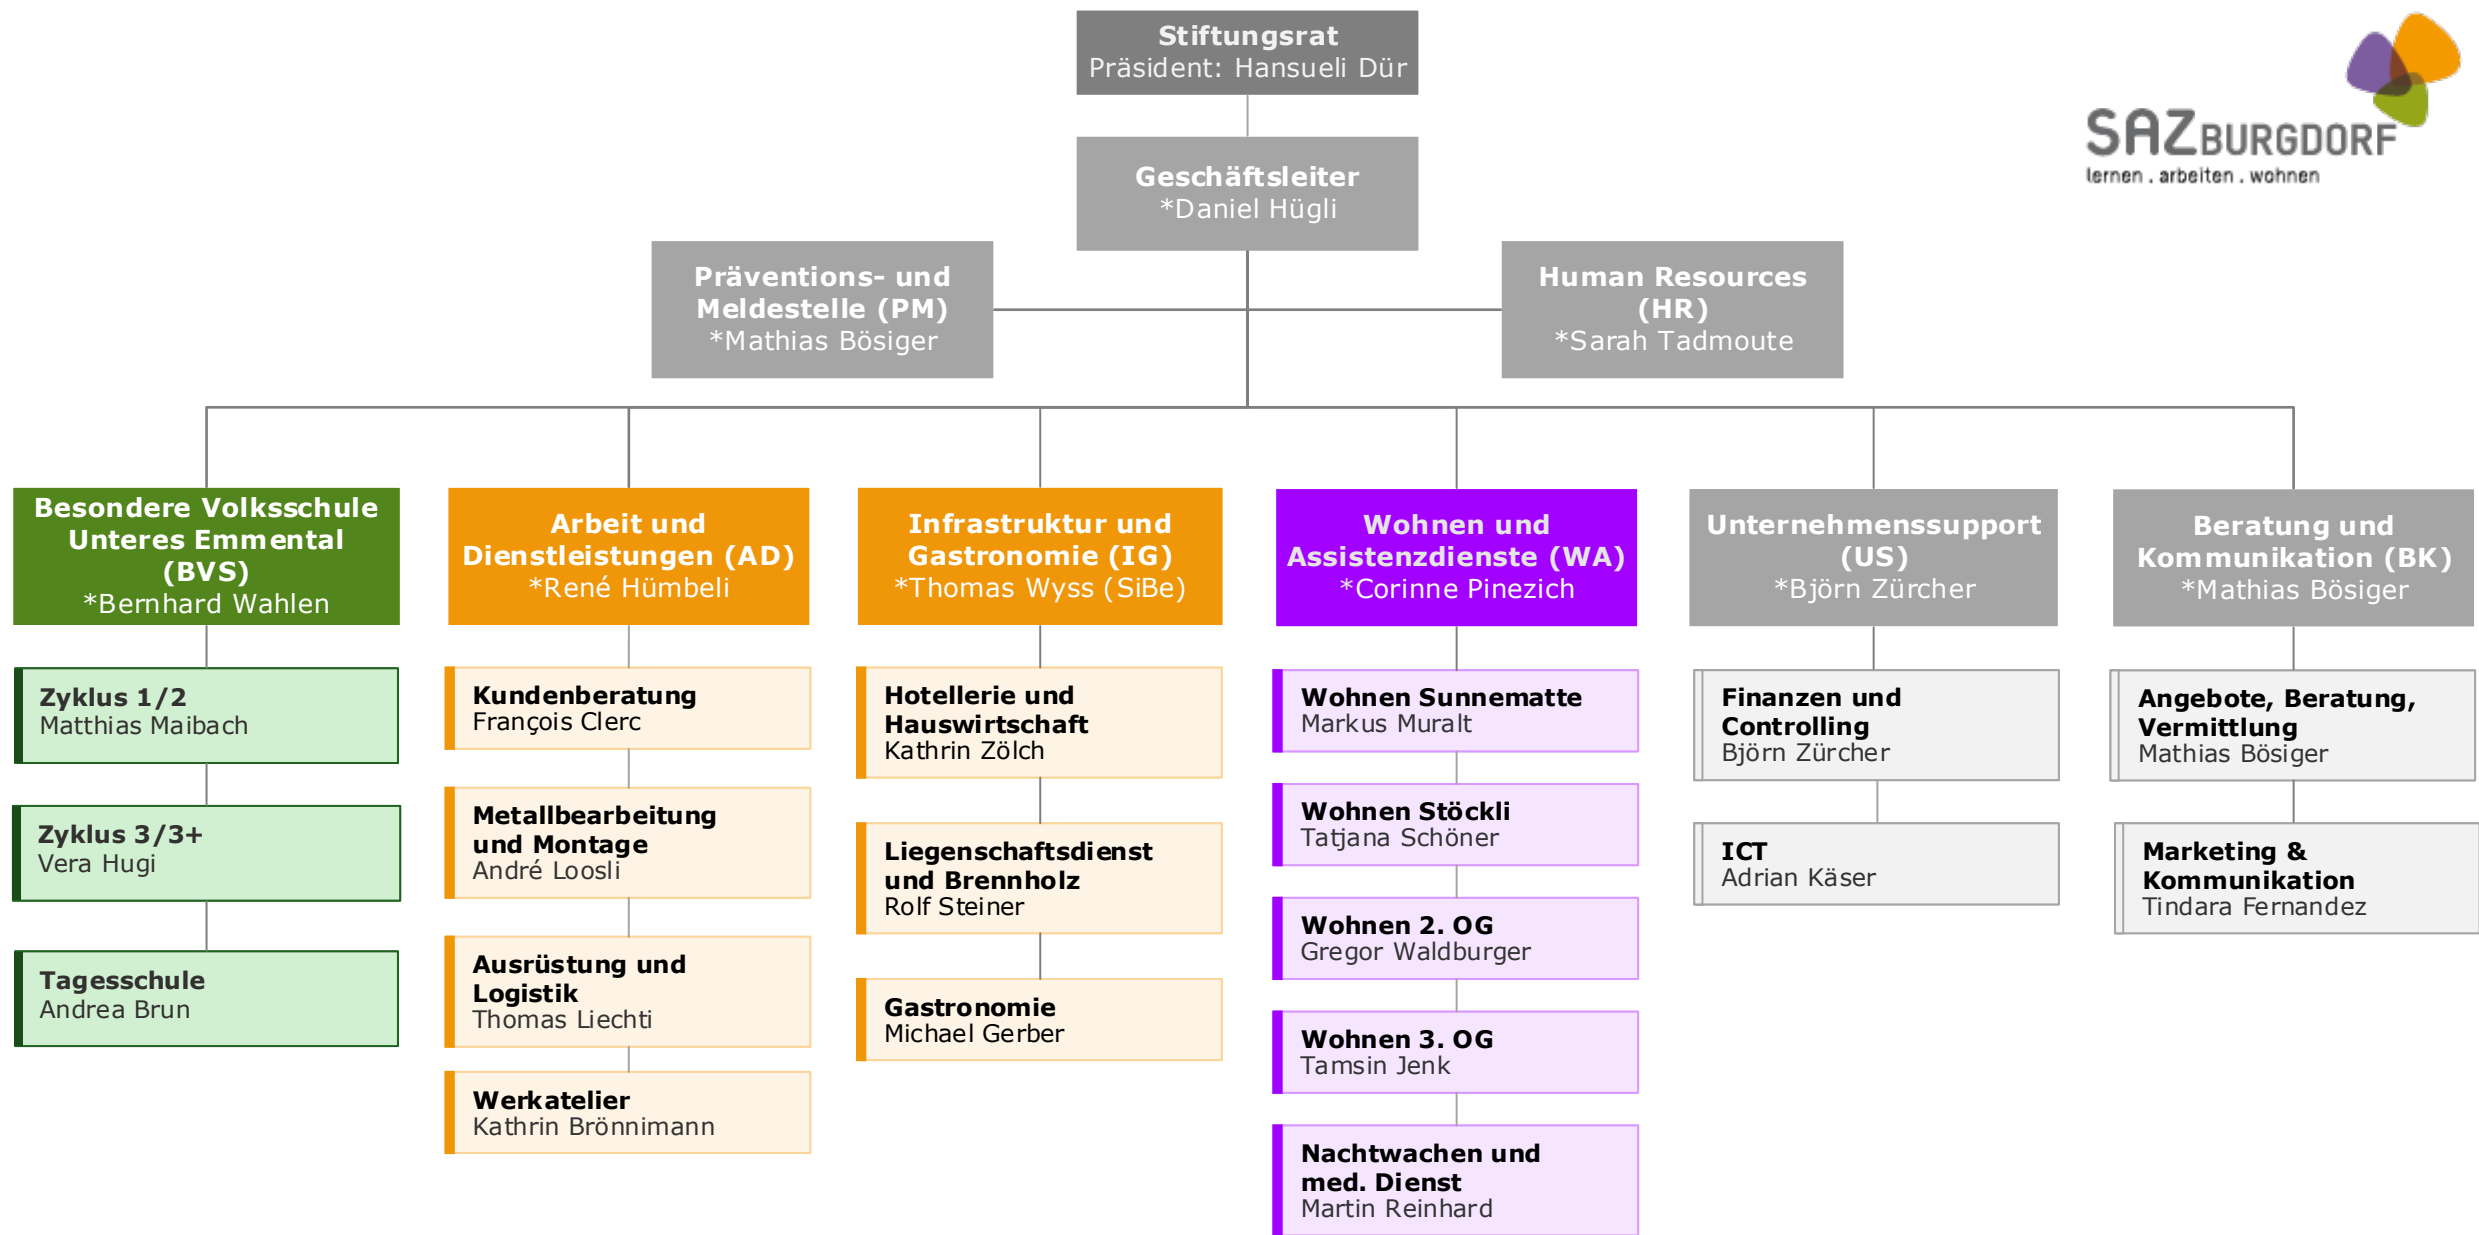 Stiftungsrat
Präsident: Hansueli Dür
SAZBURGDORF
lernen . arbeiten . wohnen
Geschäftsleiter
*Daniel Hügli
Präventions- und
Meldestelle (PM)
*Mathias Bösiger
Human Resources
(HR)
*Sarah Tadmoute
Besondere Volksschule
Unteres Emmental
(BVS)
*Bernhard Wahlen
Zyklus 1/2
Matthias Maibach
Zyklus 3/3+
Vera Hugi
Tagesschule
Andrea Brun
Arbeit und
Dienstleistungen (AD)
*René Hümbeli
Kundenberatung
François Clerc
Metallbearbeitung
und Montage
André Loosli
Ausrüstung und
Logistik
Thomas Liechti
Werkatelier
Kathrin Brönnimann
Infrastruktur und
Gastronomie (IG)
*Thomas Wyss (SiBe)
Hotellerie und
Hauswirtschaft
Kathrin Zölch
Liegenschaftsdienst
und Brennholz
Rolf Steiner
Gastronomie
Michael Gerber
Wohnen und
Assistenzdienste (WA)
*Corinne Pinezich
Wohnen Sunnematte
Markus Muralt
Wohnen Stöckli
Tatjana Schöner
Wohnen 2. OG
Gregor Waldburger
Wohnen 3. OG
Tamsin Jenk
Nachtwachen und
med. Dienst
Martin Reinhard
Unternehmenssupport
(US)
*Björn Zürcher
Finanzen und
Controlling
Björn Zürcher
ICT
Adrian Käser
Beratung und
Kommunikation (BK)
*Mathias Bösiger
Angebote, Beratung,
Vermittlung
Mathias Bösiger
Marketing &
Kommunikation
Tindara Fernandez